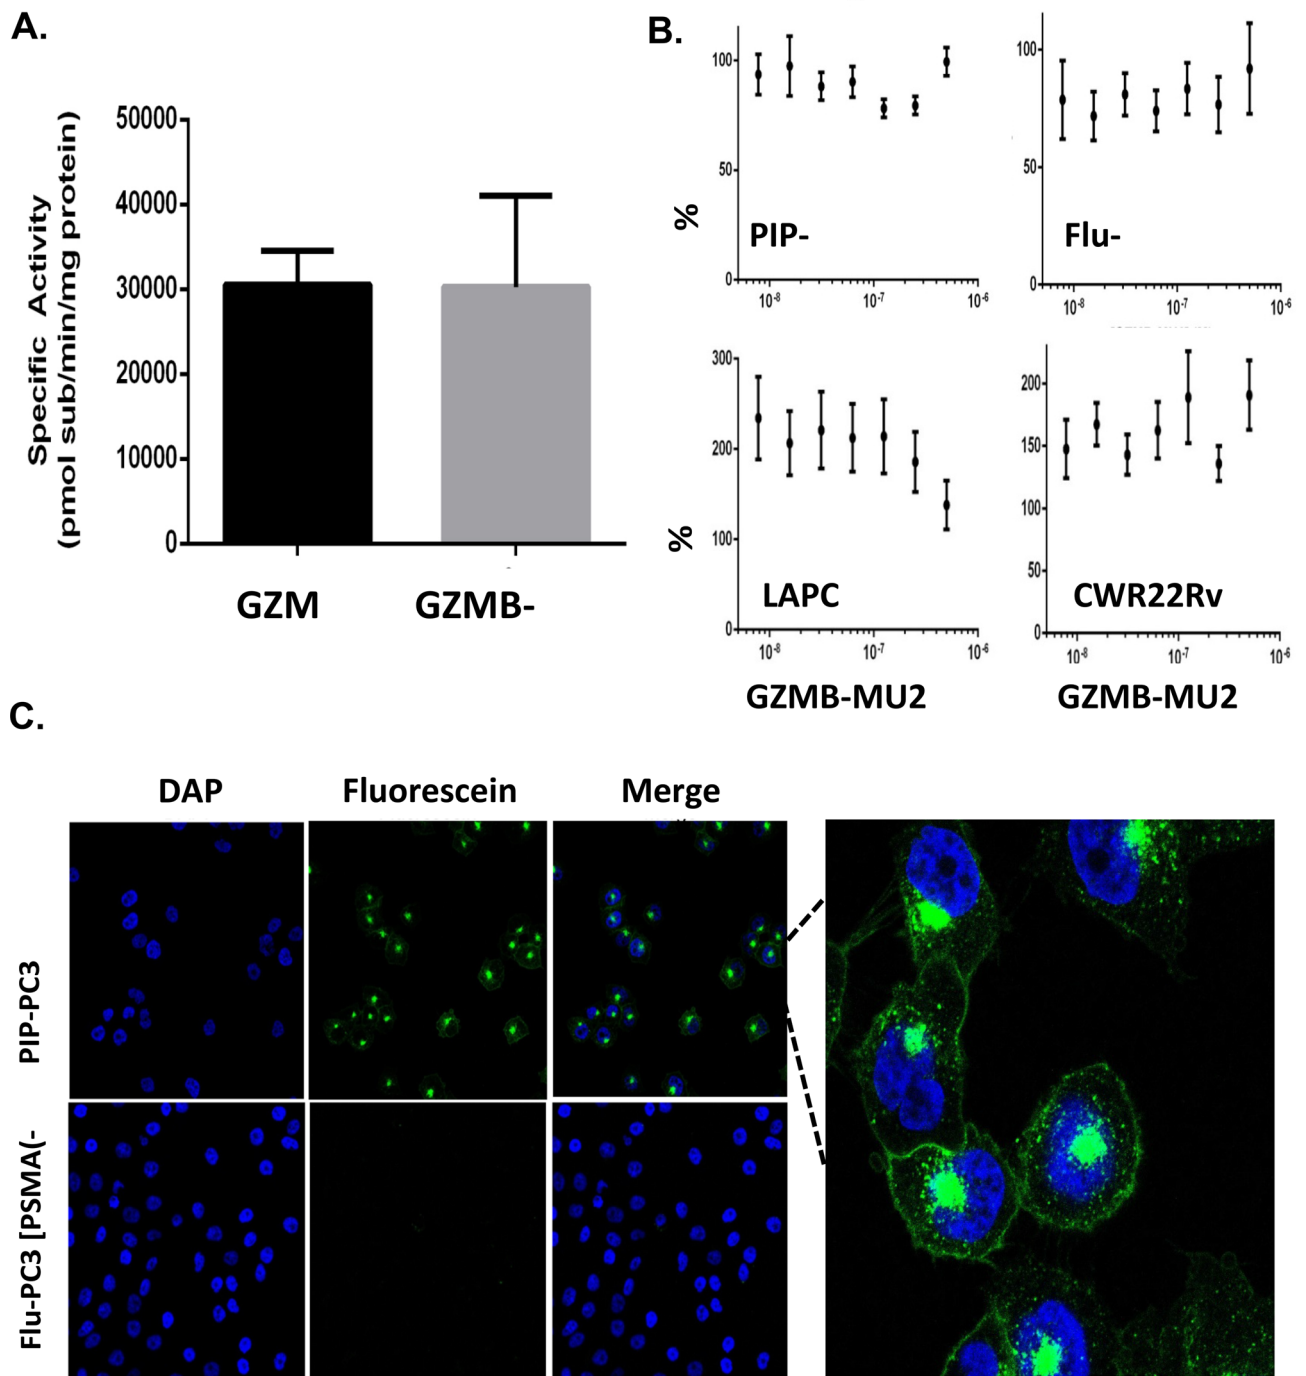 A.
Specific Activity
(pmol sub/min/mg protein)
50000
40000
30000
20000
10000
0
GZM
GZMB-
B.
%
100
50
0
PIP-
10-8
10-7
10-6
100
50
0
Flu-
10-8
10-7
10-6
%
300
200
100
0
LAPC
10-8
10-7
10-6
GZMB-MU2
200
150
100
50
0
CWR22Rv
10-8
10-7
10-6
GZMB-MU2
C.
DAP
Fluorescein
Merge
PIP-PC3
Flu-PC3 [PSMA(-